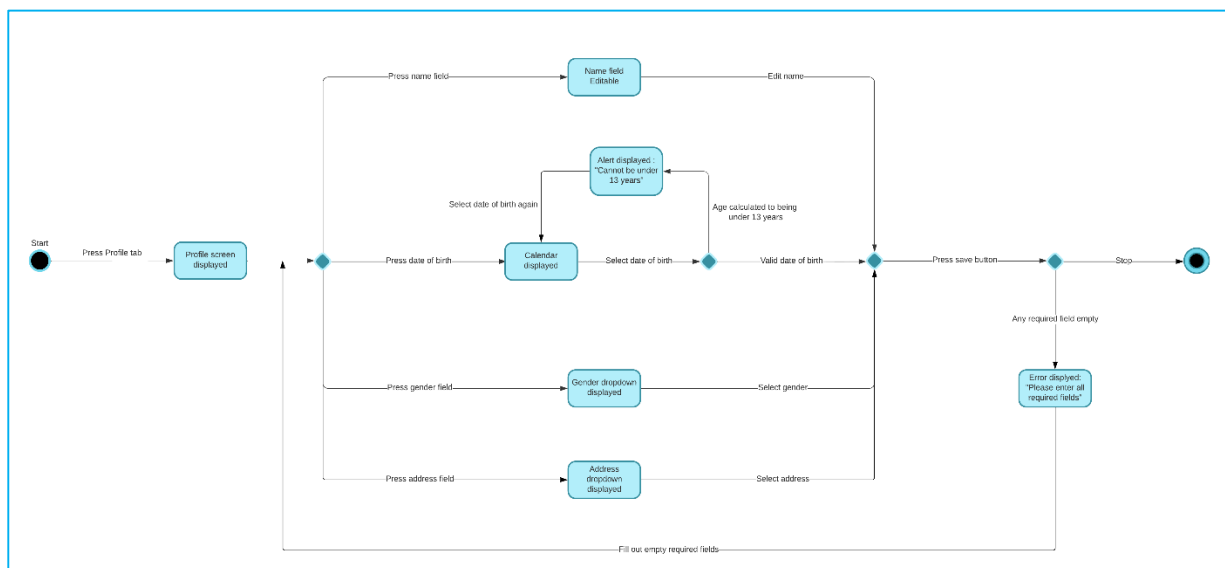 Press name field
Name field
Editable
Edit name
Alert displayed :
"Cannot be under
13 years"
Select date of birth again
Age calculated to being
under 13 years
Start
Press Profile tab
Profile screen
displayed
Press date of birth
Calendar
displayed
Select date of birth
Valid date of birth
Press save button
Stop
Any required field empty
Press gender field
Gender dropdown
displayed
Select gender
Error displyed:
"Please enter all
required fields"
Press address field
Address
dropdown
displayed
Select address
Fill out empty required fields